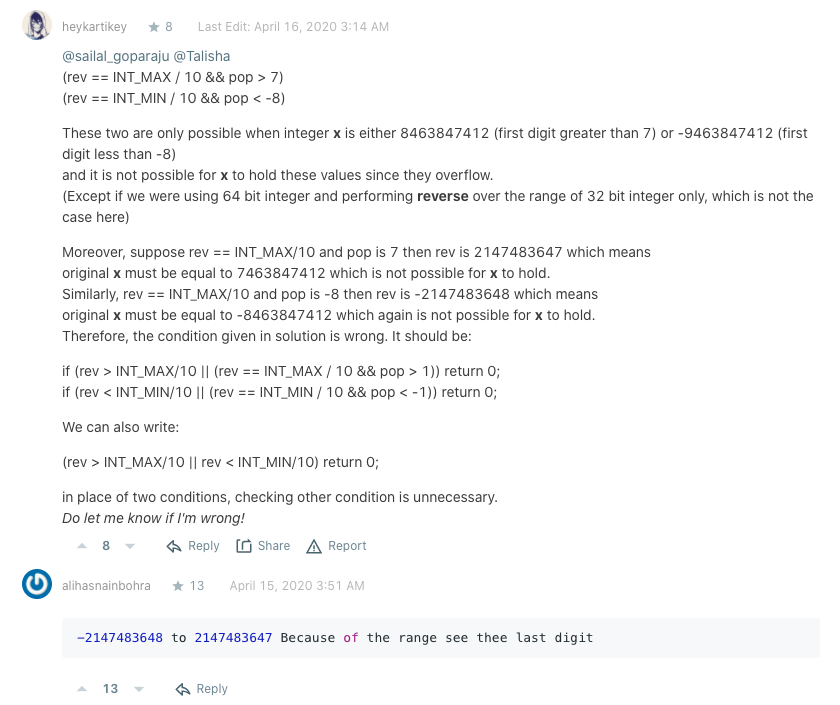 heykartikey ★ 8 Last Edit: April 16, 2020 3:14 AM
@sailal_goparaju @Talisha
(rev == INT_MAX / 10 && pop > 7)
(rev == INT_MIN / 10 && pop < -8)
These two are only possible when integer x is either 8463847412 (first digit greater than 7) or -9463847412 (first
digit less than -8)
and it is not possible for x to hold these values since they overflow.
(Except if we were using 64 bit integer and performing reverse over the range of 32 bit integer only, which is not the
case here)
Moreover, suppose rev == INT_MAX/10 and pop is 7 then rev is 2147483647 which means
original x must be equal to 7463847412 which is not possible for x to hold.
Similarly, rev == INT_MAX/10 and pop is -8 then rev is -2147483648 which means
original x must be equal to -8463847412 which again is not possible for x to hold.
Therefore, the condition given in solution is wrong. It should be:
if (rev > INT_MAX/10 || (rev == INT_MAX / 10 && pop > 1)) return 0;
if (rev < INT_MIN/10 || (rev == INT_MIN / 10 && pop < -1)) return 0;
We can also write:
(rev > INT_MAX/10 || rev < INT_MIN/10) return 0;
in place of two conditions, checking other condition is unnecessary.
Do let me know if I'm wrong!
8 Reply Share Report
alihasnainbohra ★ 13 April 15, 2020 3:51 AM
-2147483648 to 2147483647 Because of the range see thee last digit
13 Reply